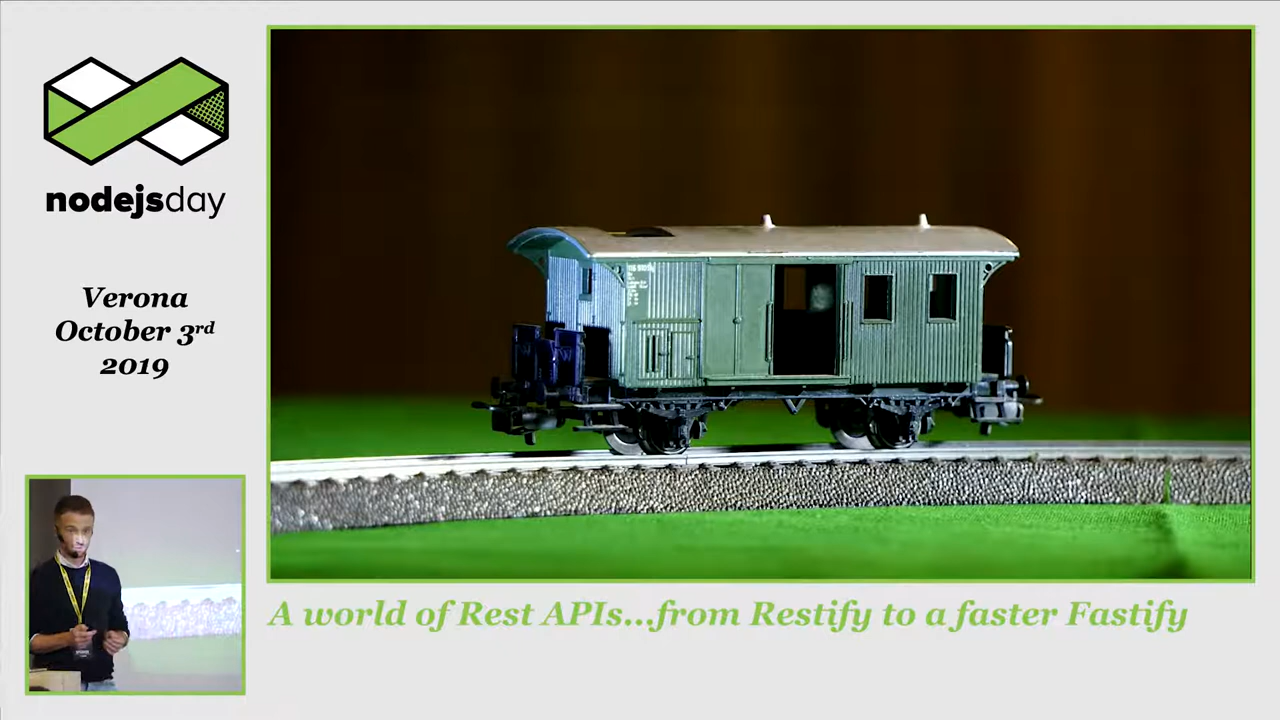 nodejsday
Verona
October 3rd
2019
A world of Rest APIs...from Restify to a faster Fastify